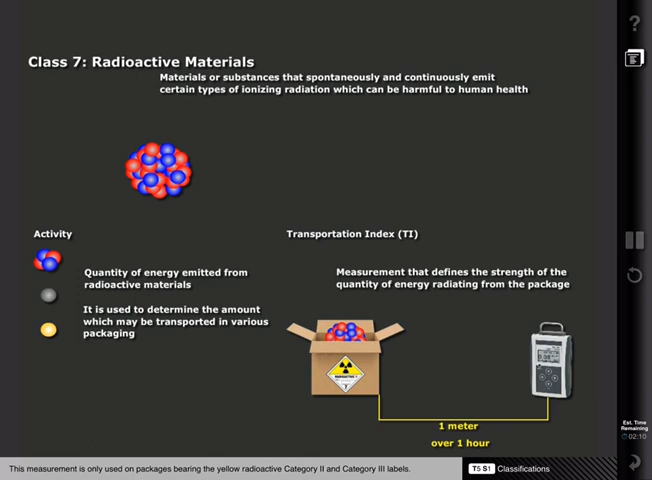 Class 7: Radioactive Materials
Materials or substances that spontaneously and continuously emit
certain types of ionizing radiation which can be harmful to human health
Activity
Quantity of energy emitted from
radioactive materials
It is used to determine the amount
which may be transported in various
packaging
Transportation Index (TI)
Measurement that defines the strength of the
quantity of energy radiating from the package
1 meter
over 1 hour
This measurement is only used on packages bearing the yellow radioactive Category II and Category III labels.
T5 S1 Classifications
?
Est. Time
Remaining
02:10